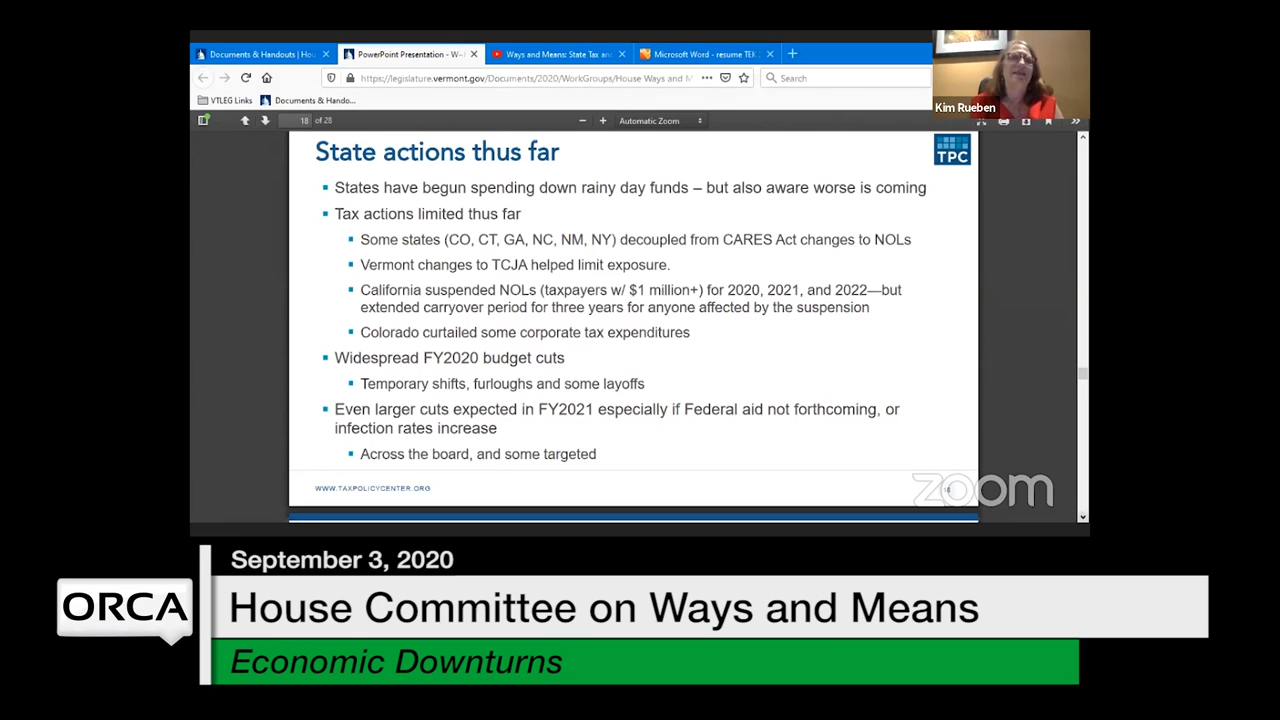 Documents & Handouts | Hou
PowerPoint Presentation - W~I
Ways and Means: State Tax an
Microsoft Word - resume TEK
https://legislature.vermont.gov/Documents/2020/WorkGroups/House Ways and M
Search
VTLEG Links
Documents & Hando...
Kim Rueben
18 of 28
Automatic Zoom
State actions thus far
TPC
▪ States have begun spending down rainy day funds – but also aware worse is coming
▪ Tax actions limited thus far
▪ Some states (CO, CT, GA, NC, NM, NY) decoupled from CARES Act changes to NOLs
▪ Vermont changes to TCJA helped limit exposure.
▪ California suspended NOLs (taxpayers w/ $1 million+) for 2020, 2021, and 2022—but
extended carryover period for three years for anyone affected by the suspension
▪ Colorado curtailed some corporate tax expenditures
▪ Widespread FY2020 budget cuts
▪ Temporary shifts, furloughs and some layoffs
▪ Even larger cuts expected in FY2021 especially if Federal aid not forthcoming, or
infection rates increase
▪ Across the board, and some targeted
WWW.TAXPOLICYCENTER.ORG
zoom
September 3, 2020
ORCA
House Committee on Ways and Means
Economic Downturns